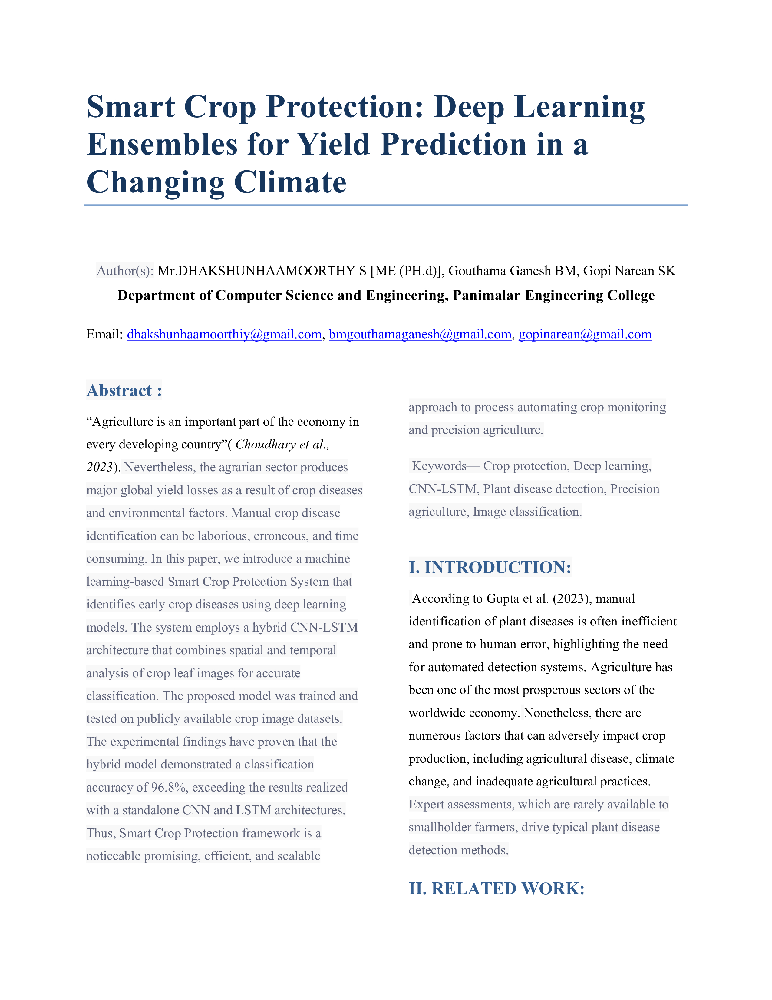 Smart Crop Protection: Deep Learning
Ensembles for Yield Prediction in a
Changing Climate
Author(s): Mr.DHAKSHUNHAAMOORTHY S [ME (PH.d)], Gouthama Ganesh BM, Gopi Narean SK
Department of Computer Science and Engineering, Panimalar Engineering College
Email: dhakshunhaamoorthiy@gmail.com, bmgouthamaganesh@gmail.com, gopinarean@gmail.com
Abstract :
“Agriculture is an important part of the economy in
every developing country”( Choudhary et al.,
2023). Nevertheless, the agrarian sector produces
major global yield losses as a result of crop diseases
and environmental factors. Manual crop disease
identification can be laborious, erroneous, and time
consuming. In this paper, we introduce a machine
learning-based Smart Crop Protection System that
identifies early crop diseases using deep learning
models. The system employs a hybrid CNN-LSTM
architecture that combines spatial and temporal
analysis of crop leaf images for accurate
classification. The proposed model was trained and
tested on publicly available crop image datasets.
The experimental findings have proven that the
hybrid model demonstrated a classification
accuracy of 96.8%, exceeding the results realized
with a standalone CNN and LSTM architectures.
Thus, Smart Crop Protection framework is a
noticeable promising, efficient, and scalable
approach to process automating crop monitoring
and precision agriculture.
Keywords— Crop protection, Deep learning,
CNN-LSTM, Plant disease detection, Precision
agriculture, Image classification.
I. INTRODUCTION:
According to Gupta et al. (2023), manual
identification of plant diseases is often inefficient
and prone to human error, highlighting the need
for automated detection systems. Agriculture has
been one of the most prosperous sectors of the
worldwide economy. Nonetheless, there are
numerous factors that can adversely impact crop
production, including agricultural disease, climate
change, and inadequate agricultural practices.
Expert assessments, which are rarely available to
smallholder farmers, drive typical plant disease
detection methods.
II. RELATED WORK: